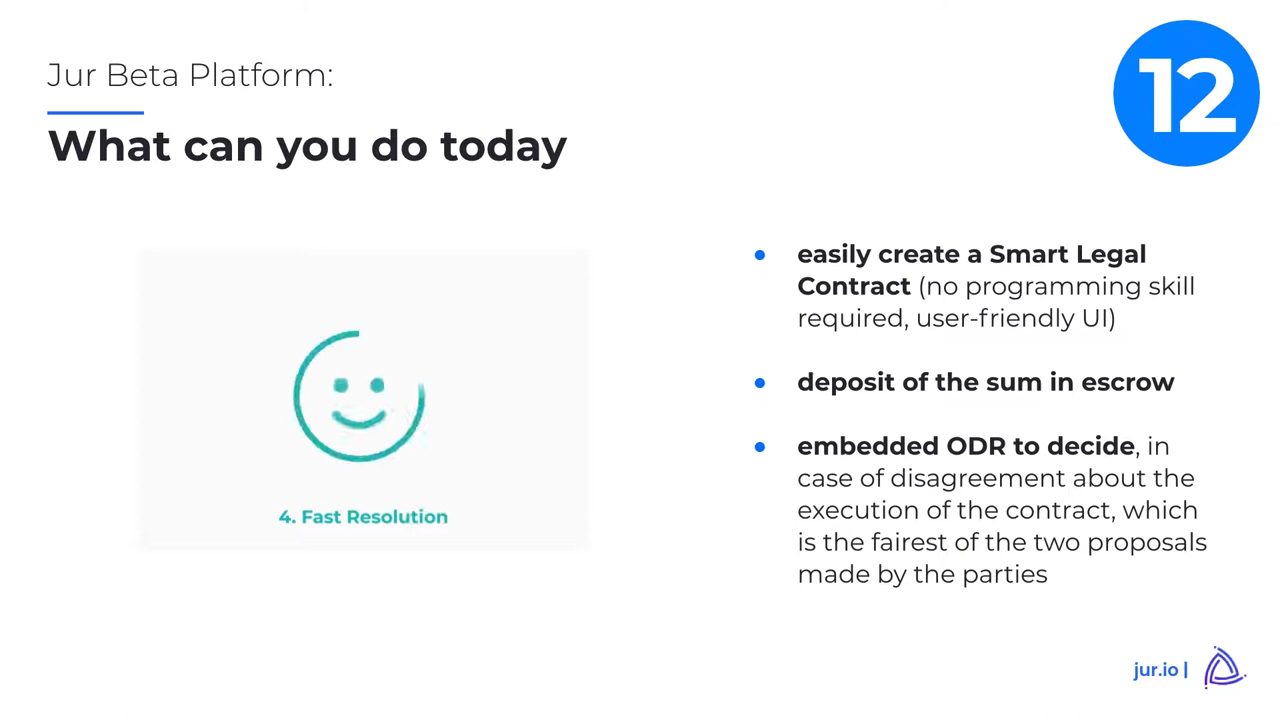 Jur Beta Platform:
What can you do today
12
4. Fast Resolution
● easily create a Smart Legal
Contract (no programming skill
required, user-friendly UI)
● deposit of the sum in escrow
● embedded ODR to decide, in
case of disagreement about the
execution of the contract, which
is the fairest of the two proposals
made by the parties
jur.io |